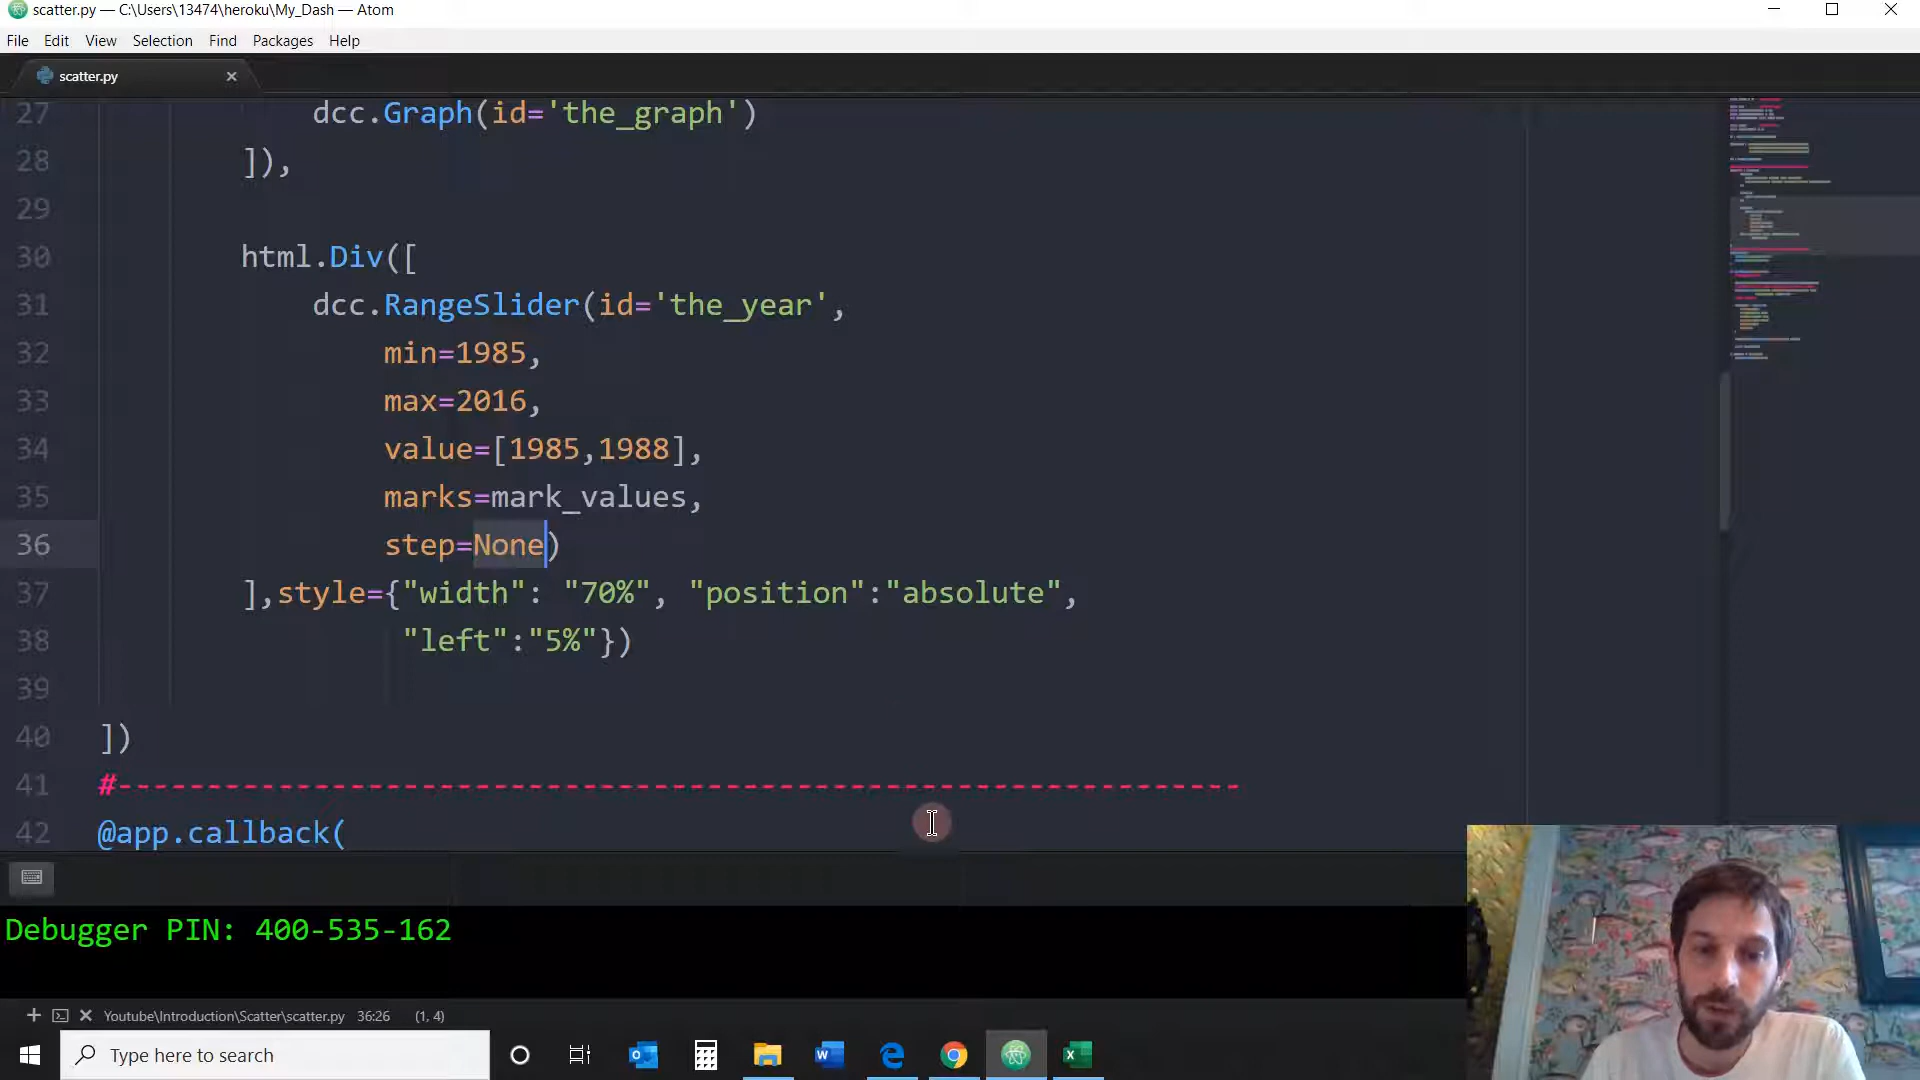 scatter.py — C:\Users\13474\heroku\My_Dash — Atom
File Edit View Selection Find Packages Help
scatter.py
27 dcc.Graph(id='the_graph')
28 ]),
29
30 html.Div([
31 dcc.RangeSlider(id='the_year',
32 min=1985,
33 max=2016,
34 value=[1985,1988],
35 marks=mark_values,
36 step=None)
37 ],style={"width": "70%", "position":"absolute",
38 "left":"5%"})
39
40 ])
41 #---------------------------------------------------------------
42 @app.callback(
Debugger PIN: 400-535-162
Youtube\Introduction\Scatter\scatter.py 36:26 (1, 4)
Type here to search